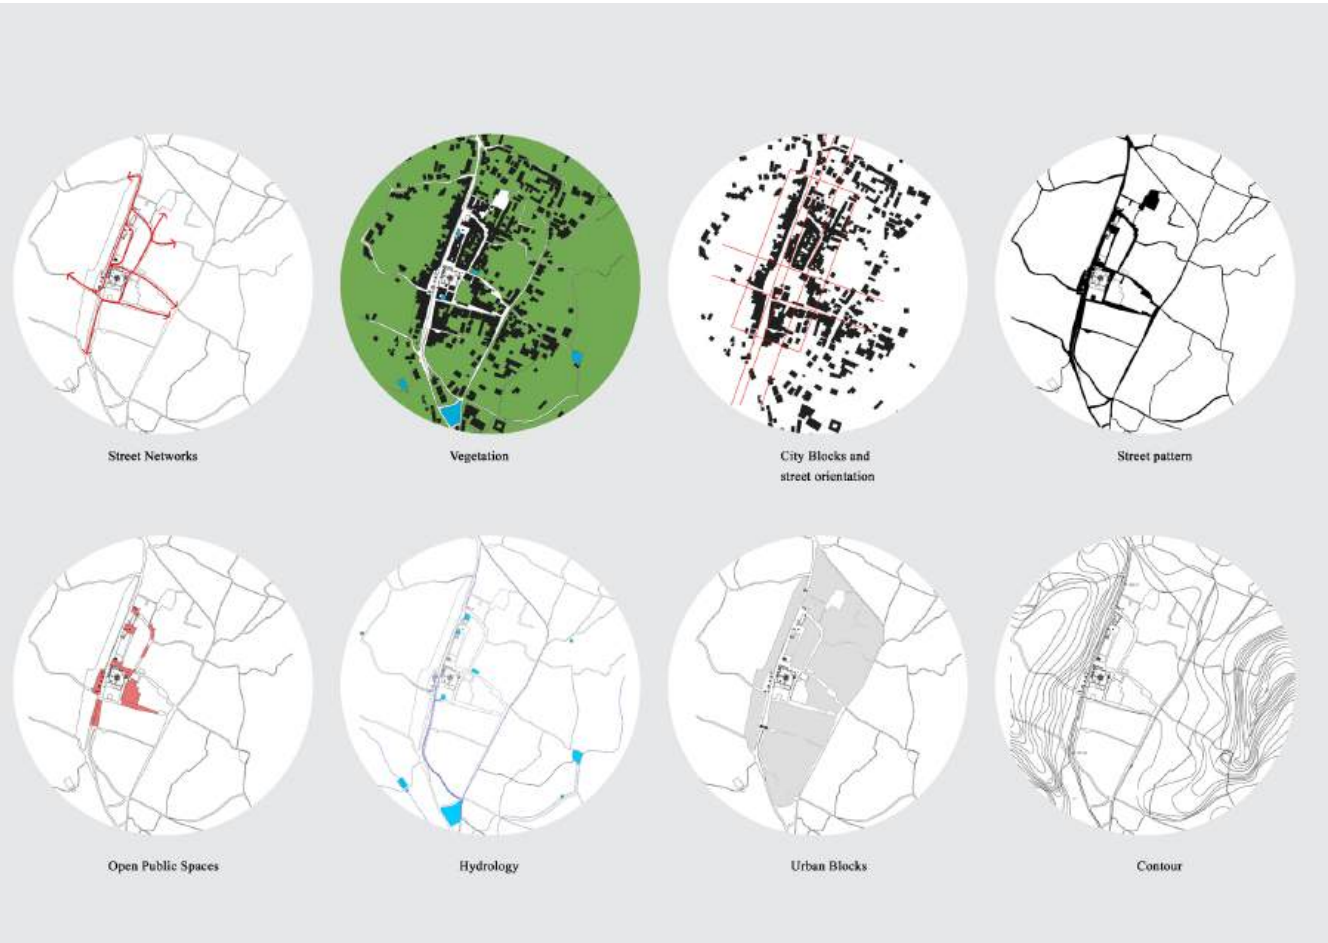 Street Networks
Vegetation
City Blocks and
street orientation
Street pattern
Open Public Spaces
Hydrology
Urban Blocks
Contour